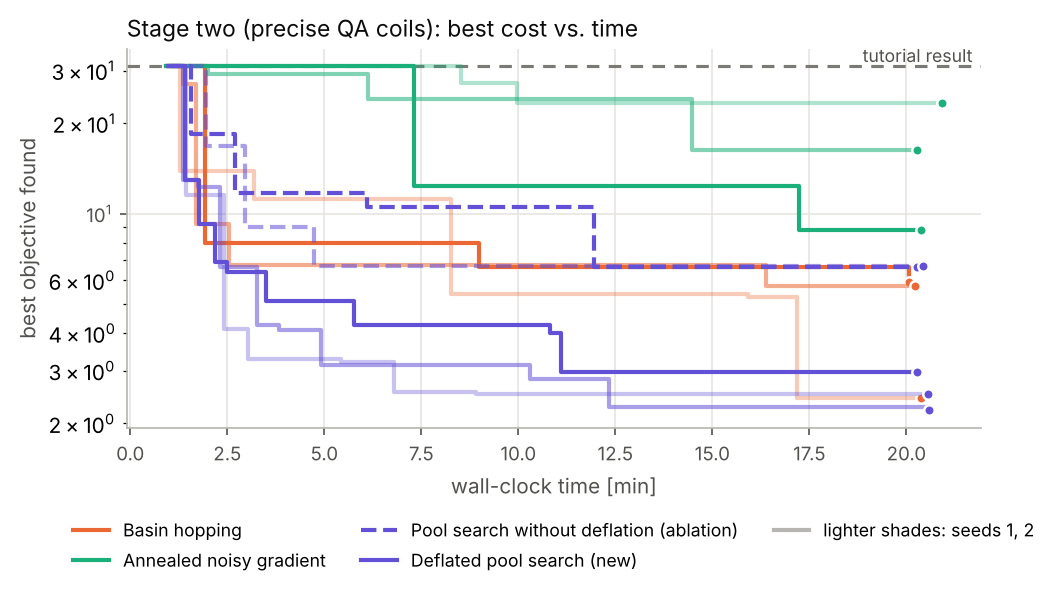 Stage two (precise QA coils): best cost vs. time
tutorial result
3 × 10¹
2 × 10¹
10¹
6 × 10⁰
4 × 10⁰
3 × 10⁰
2 × 10⁰
best objective found
0.0 2.5 5.0 7.5 10.0 12.5 15.0 17.5 20.0
wall-clock time [min]
Basin hopping Pool search without deflation (ablation) lighter shades: seeds 1, 2
Annealed noisy gradient Deflated pool search (new)